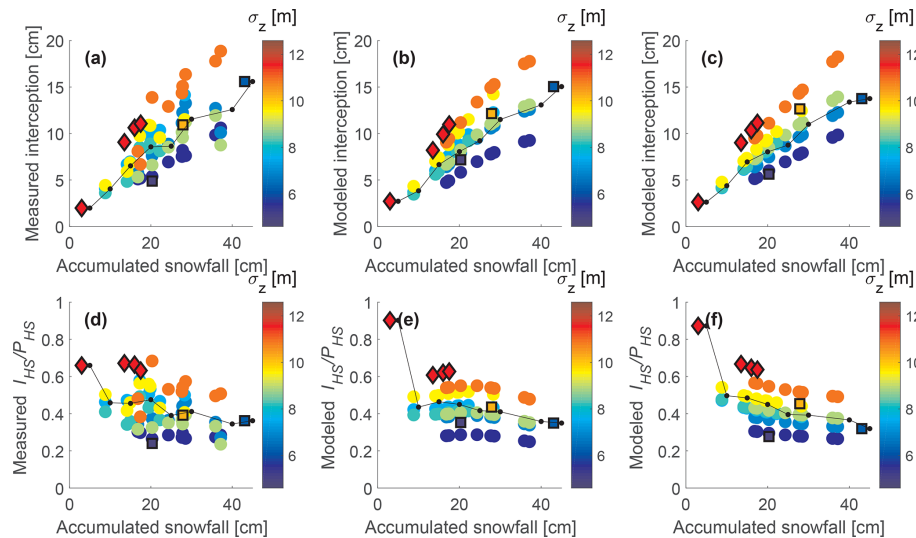 σz [m] σz [m] σz [m]
20 20 20
(a) (b) (c)
12 12 12
Measured interception [cm] Modeled interception [cm] Modeled interception [cm]
15 15 15
10 10 10
10 10 10
8 8 8
5 5 5
6 6 6
0 0 0
0 20 40 0 20 40 0 20 40
Accumulated snowfall [cm] Accumulated snowfall [cm] Accumulated snowfall [cm]
σz [m] σz [m] σz [m]
1 1 1
(d) (e) (f)
12 12 12
Measured IHS/PHS Modeled IHS/PHS Modeled IHS/PHS
0.8 0.8 0.8
10 10 10
0.6 0.6 0.6
0.4 0.4 0.4
8 8 8
0.2 0.2 0.2
6 6 6
0 0 0
0 20 40 0 20 40 0 20 40
Accumulated snowfall [cm] Accumulated snowfall [cm] Accumulated snowfall [cm]